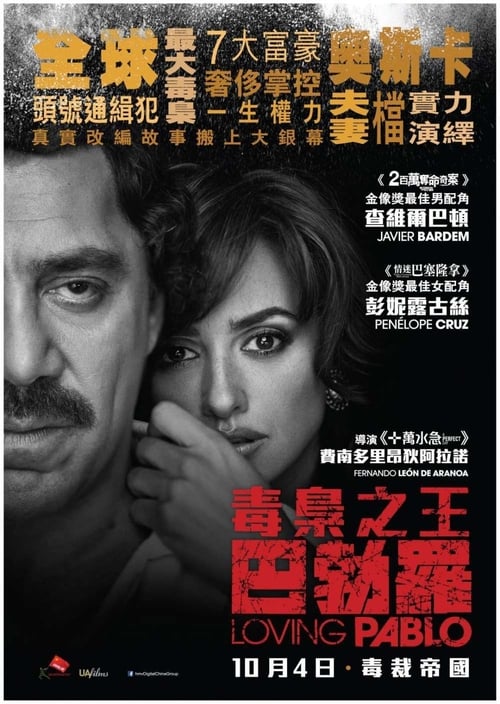 全球
頭號通緝犯
最大毒梟
7大富豪
奢侈掌控
一生權力
奧斯卡
夫妻檔
實力演繹
真實改編故事搬上大銀幕
《2百萬奪命奇案》
金像獎最佳男配角
查維爾巴頓
JAVIER BARDEM
《情迷巴塞隆拿》
金像獎最佳女配角
彭妮露古絲
PENÉLOPE CRUZ
導演《十萬水急 PERFECT》
費南多里昂狄阿拉諾
FERNANDO LEÓN DE ARANOA
毒梟之王
巴勃羅
LOVING PABLO
10月4日·毒裁帝國
UAfilms
hmvDigitalChinaGroup